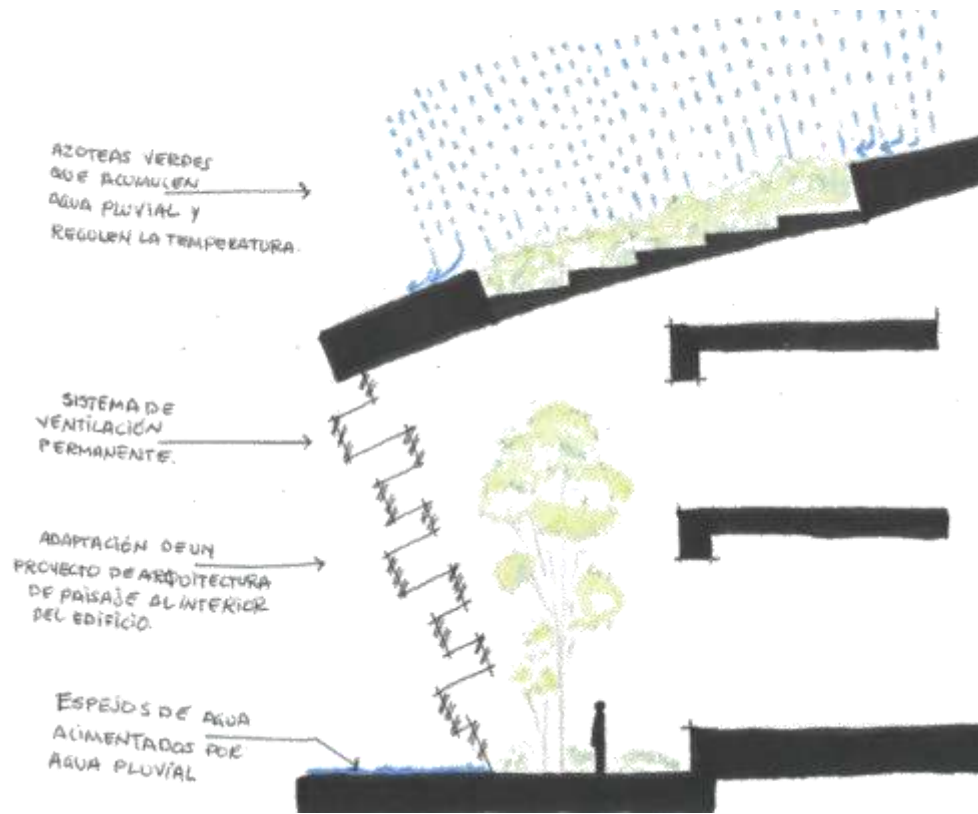 AZOTEAS VERDES
QUE ACUMULEN
AGUA PLUVIAL Y
REGULEN LA TEMPERATURA.
SISTEMA DE
VENTILACIÓN
PERMANENTE.
ADAPTACIÓN DE UN
PROYECTO DE ARQUITECTURA
DE PAISAJE AL INTERIOR
DEL EDIFICIO.
ESPEJOS DE AGUA
ALIMENTADOS POR
AGUA PLUVIAL